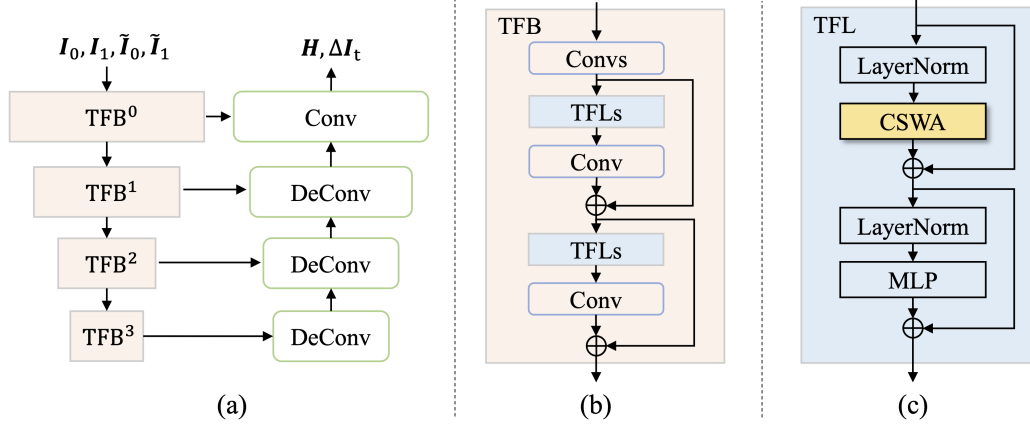 I₀, I₁, Ĩ₀, Ĩ₁
H, ΔIₜ
TFB⁰
Conv
TFB¹
DeConv
TFB²
DeConv
TFB³
DeConv
(a)
TFB
Convs
TFLs
Conv
TFLs
Conv
(b)
TFL
LayerNorm
CSWA
LayerNorm
MLP
(c)